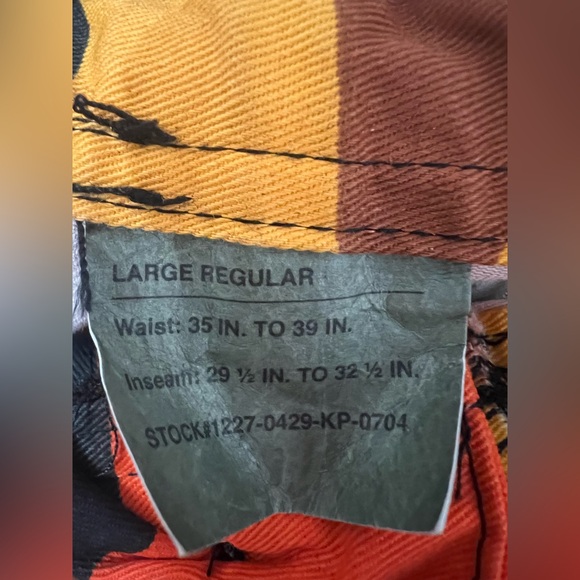 LARGE REGULAR
Waist: 35 IN. TO 39 IN.
Inseam: 29 ½ IN. TO 32 ½ IN.
STOCK#1227-0429-KP-0704